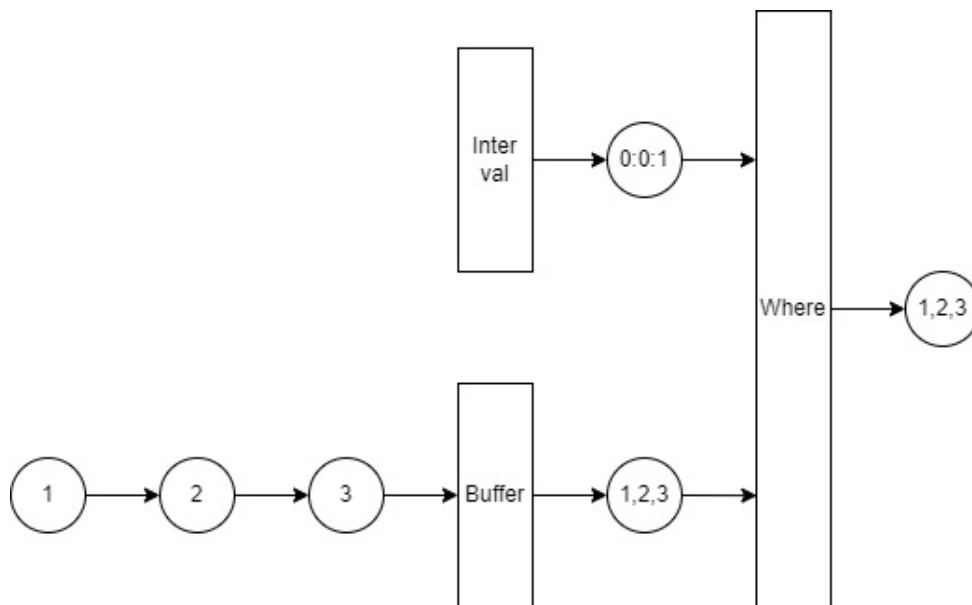 Inter
val
0:0:1
Where
1,2,3
1
2
3
Buffer
1,2,3